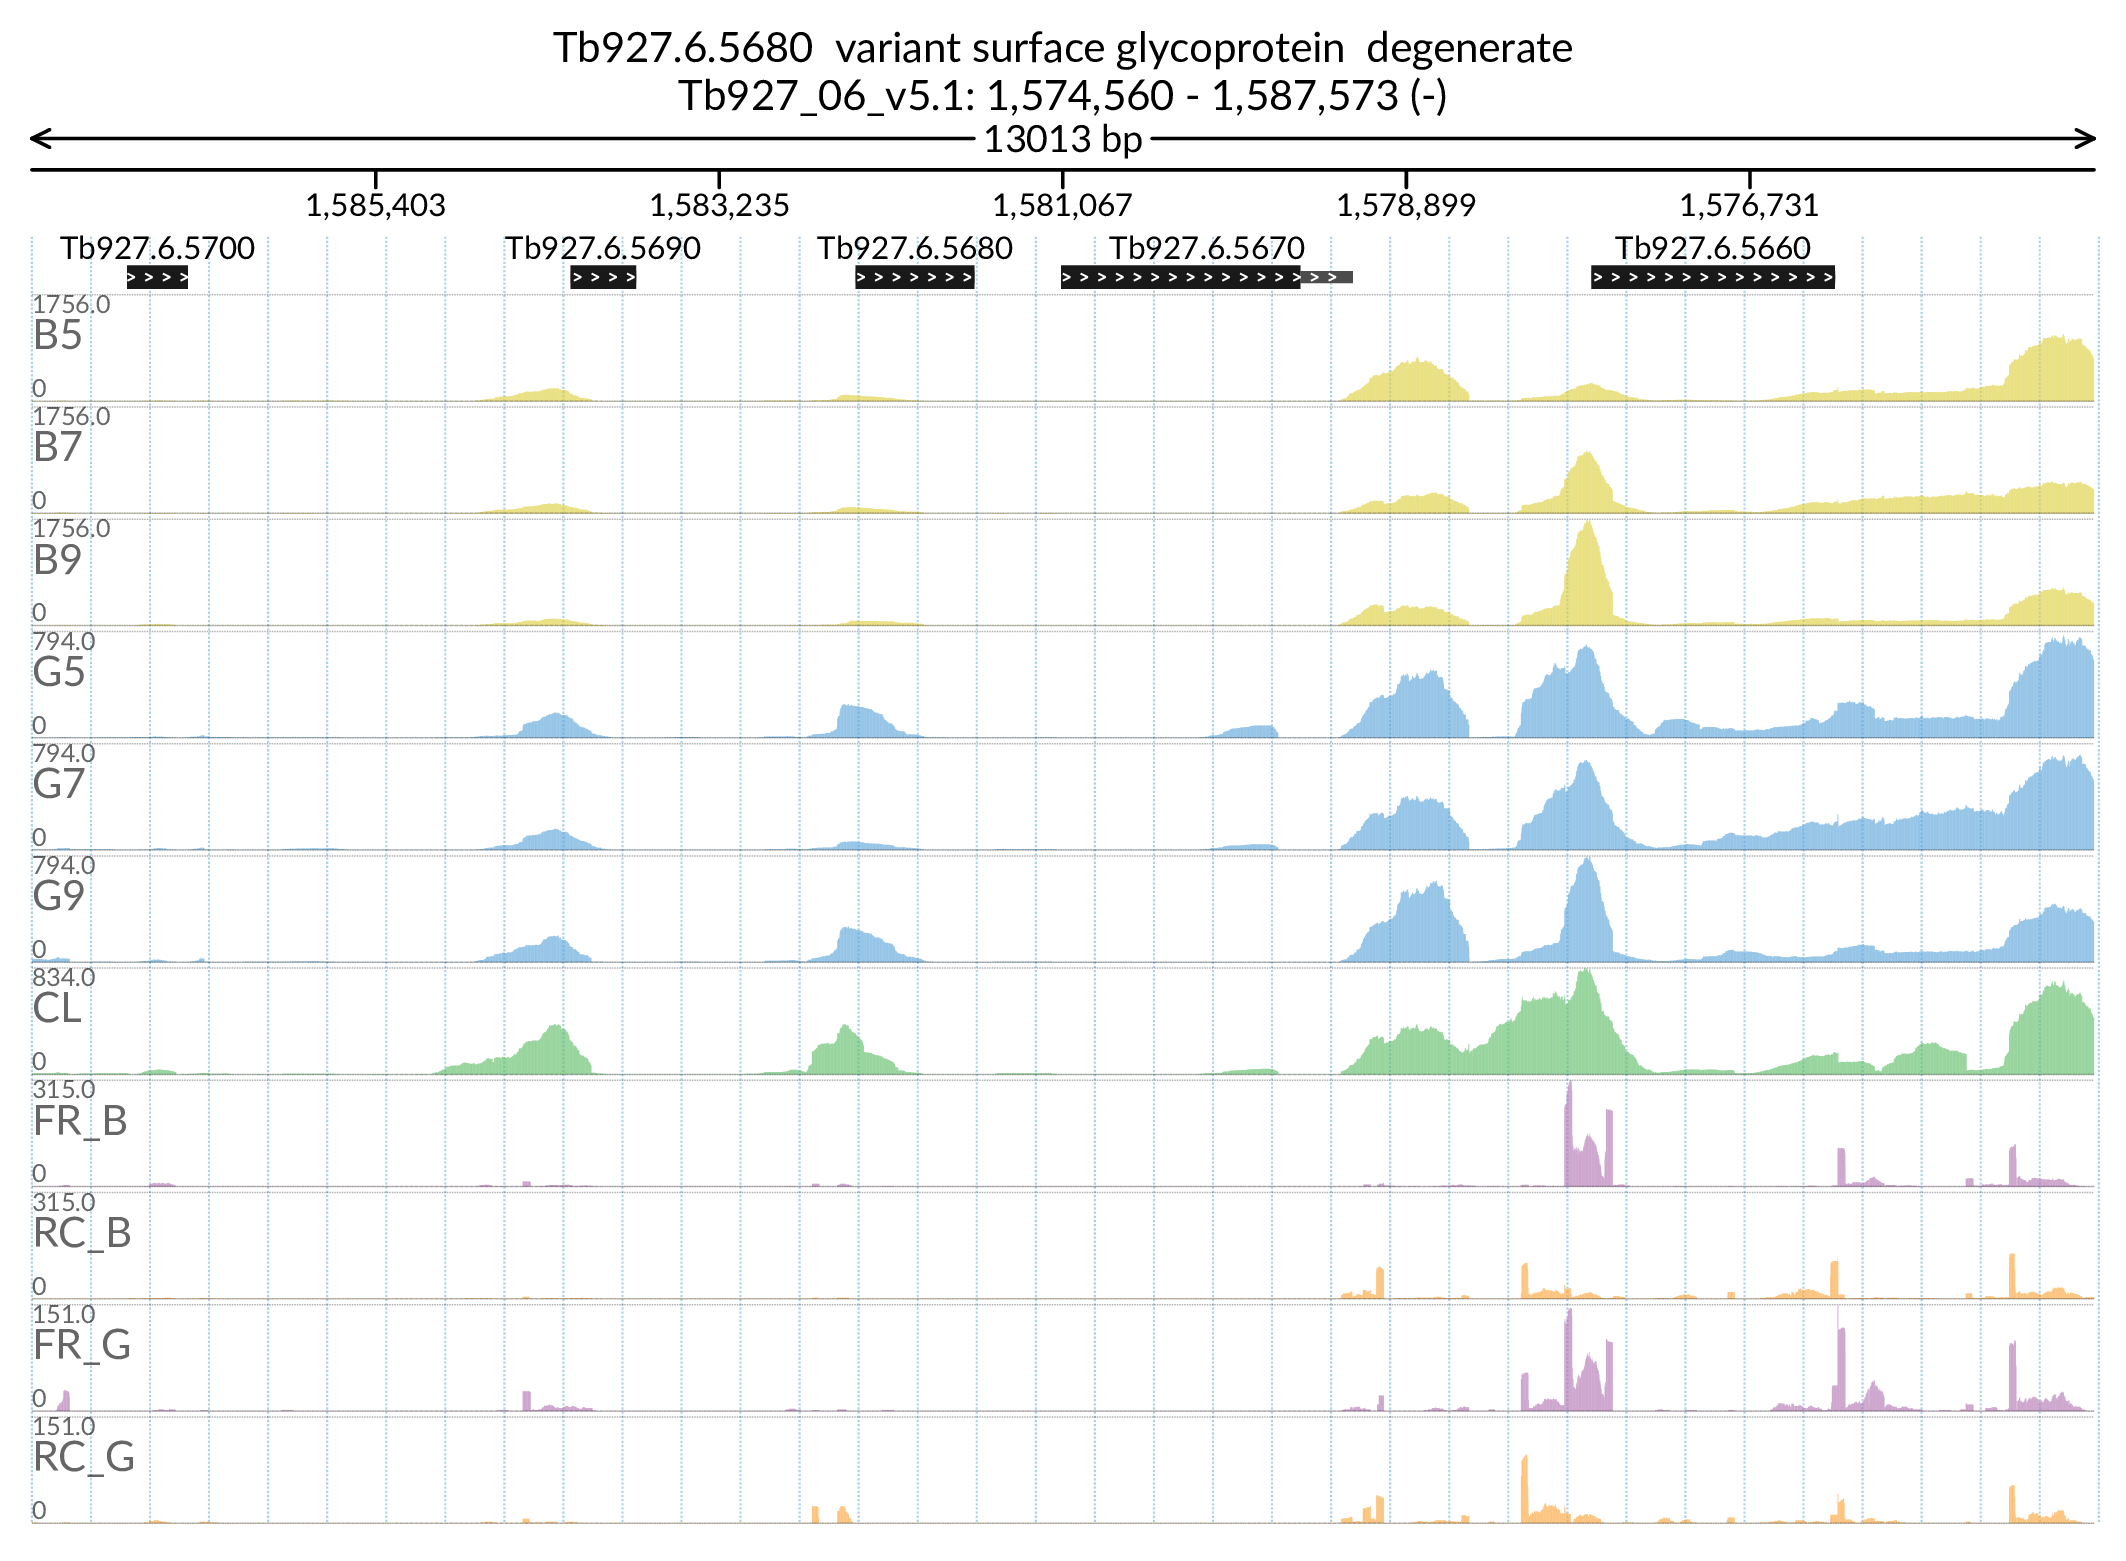 Tb927.6.5680  variant surface glycoprotein  degenerate
Tb927_06_v5.1: 1,574,560 - 1,587,573 (-)
13013 bp
1,585,403 1,583,235 1,581,067 1,578,899 1,576,731
Tb927.6.5700 Tb927.6.5690 Tb927.6.5680 Tb927.6.5670 Tb927.6.5660
1756.0
B5
0
1756.0
B7
0
1756.0
B9
0
794.0
G5
0
794.0
G7
0
794.0
G9
0
834.0
CL
0
315.0
FR_B
0
315.0
RC_B
0
151.0
FR_G
0
151.0
RC_G
0